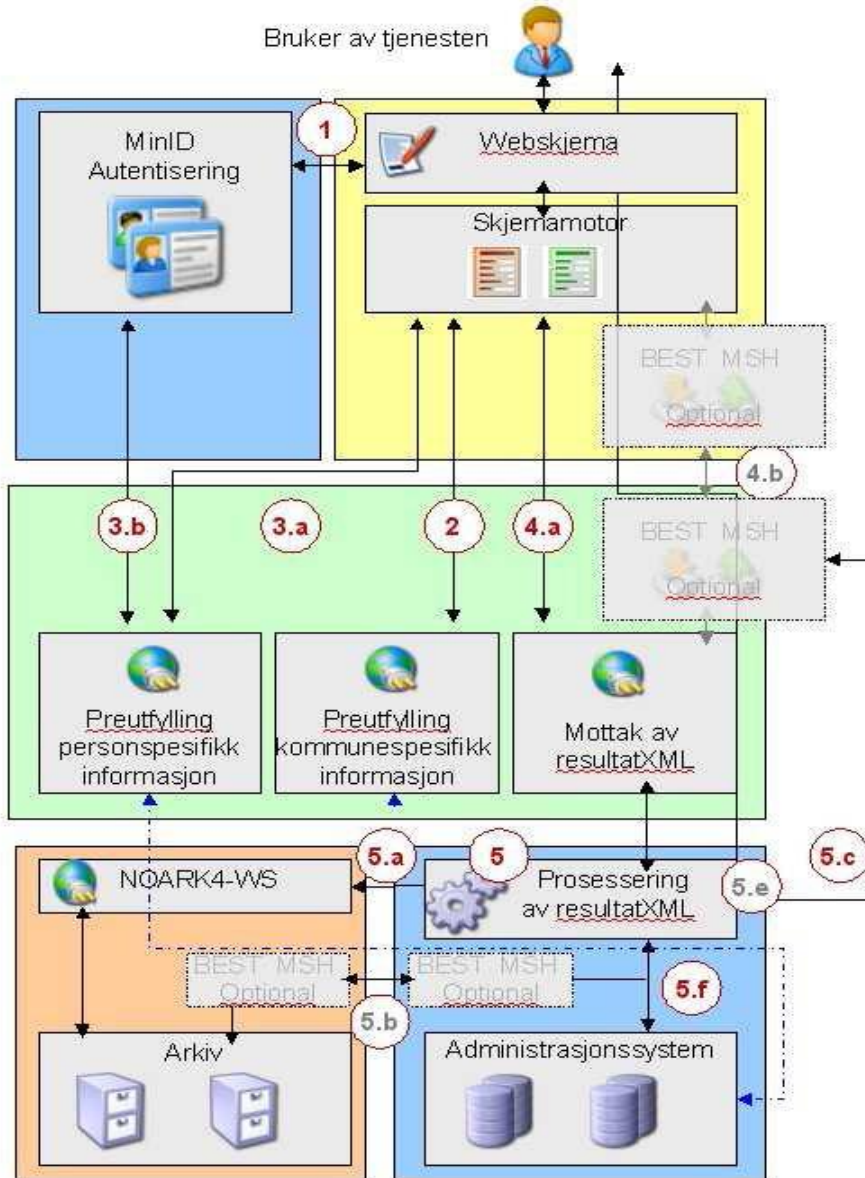 Bruker av tjenesten
MinID
Autentisering
1
Webskjema
Skjemamotor
BEST MSH
Optional
4.b
3.b
3.a
2
4.a
BEST MSH
Optional
Preutfylling
personspesifikk
informasjon
Preutfylling
kommunespesifikk
informasjon
Mottak av
resultatXML
5.a
5
5.c
NOARK4-WS
Prosessering
av resultatXML
5.e
BEST MSH
Optional
BEST MSH
Optional
5.f
5.b
Arkiv
Administrasjonssystem